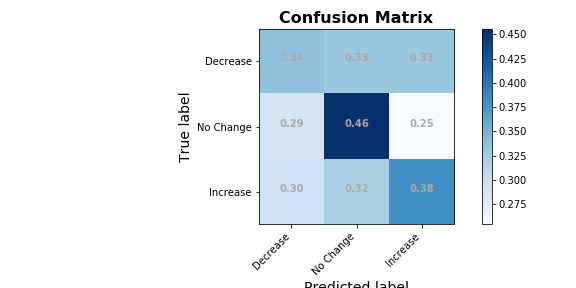 Confusion Matrix
True label
Decrease 0.34 0.33 0.33
No Change 0.29 0.46 0.25
Increase 0.30 0.32 0.38
Decrease No Change Increase
Predicted label
0.450
0.425
0.400
0.375
0.350
0.325
0.300
0.275